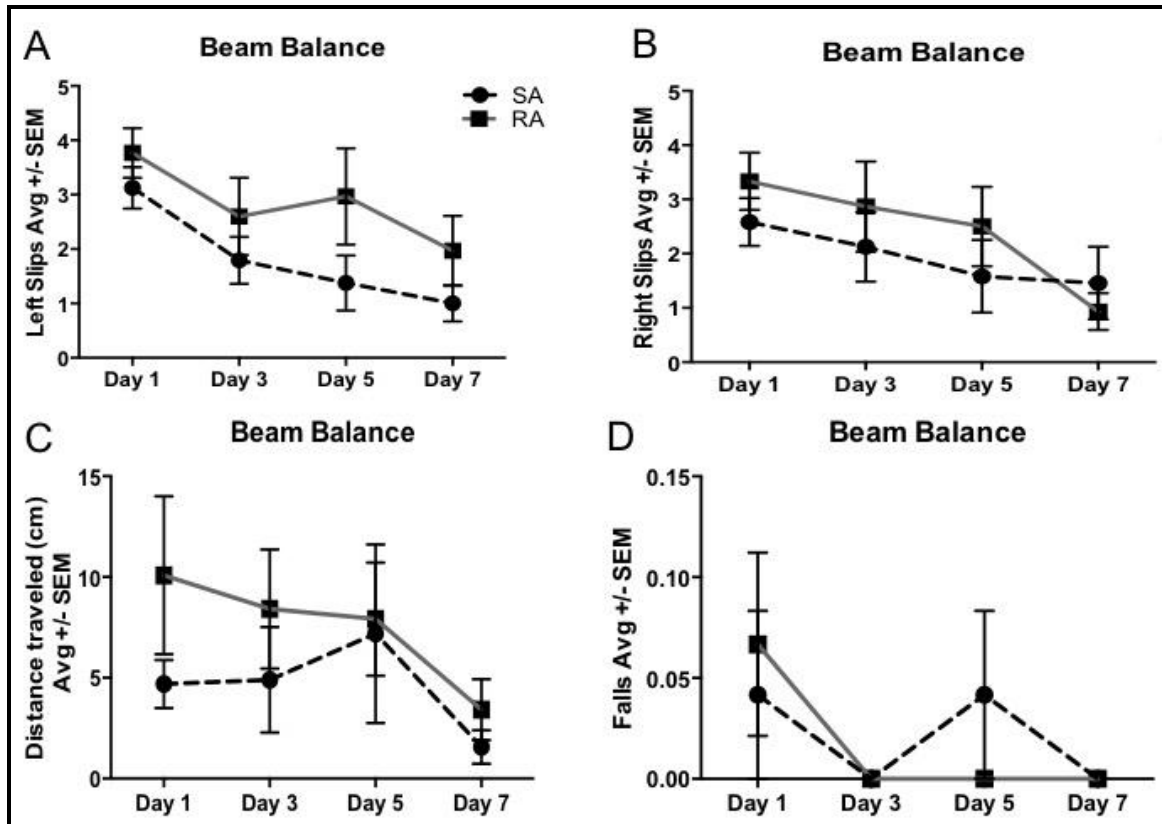 A
Beam Balance
Left Slips Avg +/- SEM
5
4
3
2
1
0
Day 1 Day 3 Day 5 Day 7
SA
RA
B
Beam Balance
Right Slips Avg +/- SEM
5
4
3
2
1
0
Day 1 Day 3 Day 5 Day 7
C
Beam Balance
Distance traveled (cm)
Avg +/- SEM
15
10
5
0
Day 1 Day 3 Day 5 Day 7
D
Beam Balance
Falls Avg +/- SEM
0.15
0.10
0.05
0.00
Day 1 Day 3 Day 5 Day 7